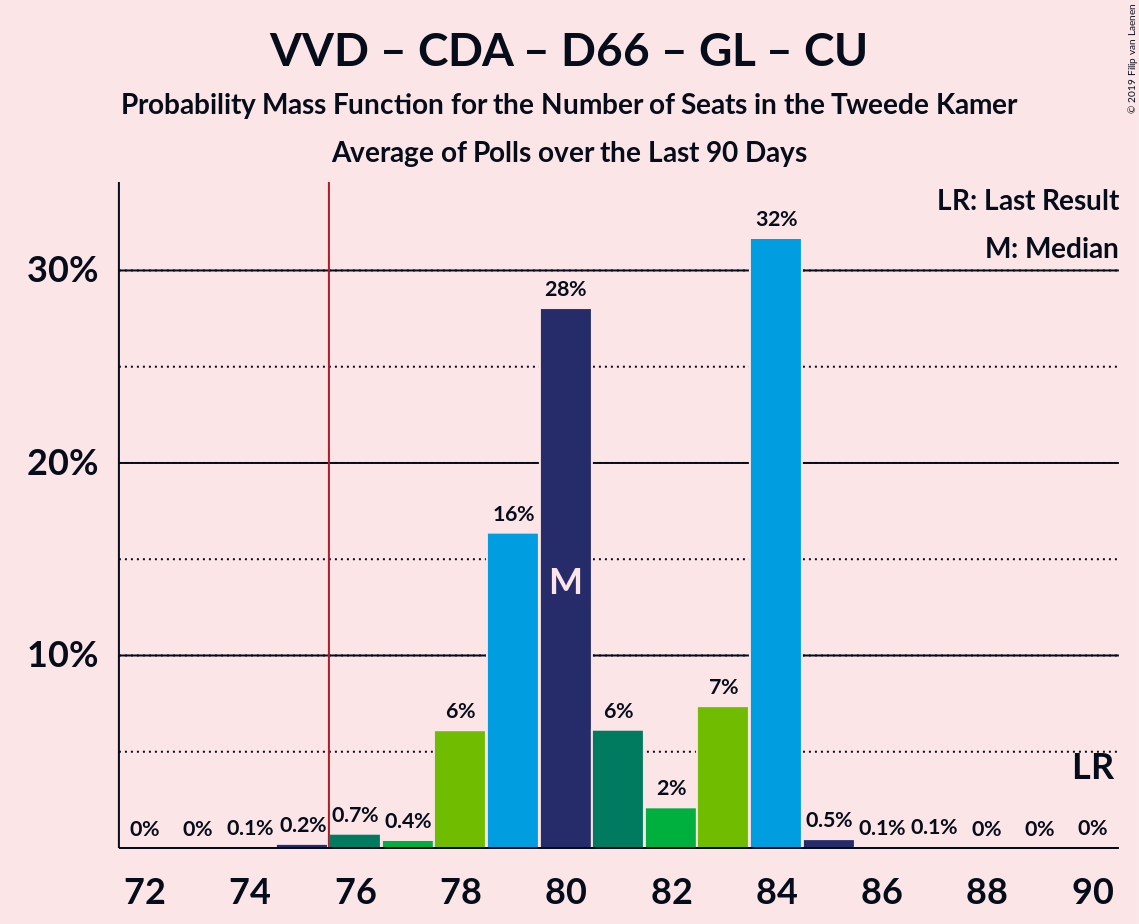 VVD – CDA – D66 – GL – CU
Probability Mass Function for the Number of Seats in the Tweede Kamer
Average of Polls over the Last 90 Days
© 2019 Filip van Laenen
LR: Last Result
M: Median
30%
20%
10%
0%
0%
0.1%
0.2%
0.7%
0.4%
6%
16%
28%
6%
2%
7%
32%
0.5%
0.1%
0.1%
0%
0%
0%
M
LR
72 74 76 78 80 82 84 86 88 90